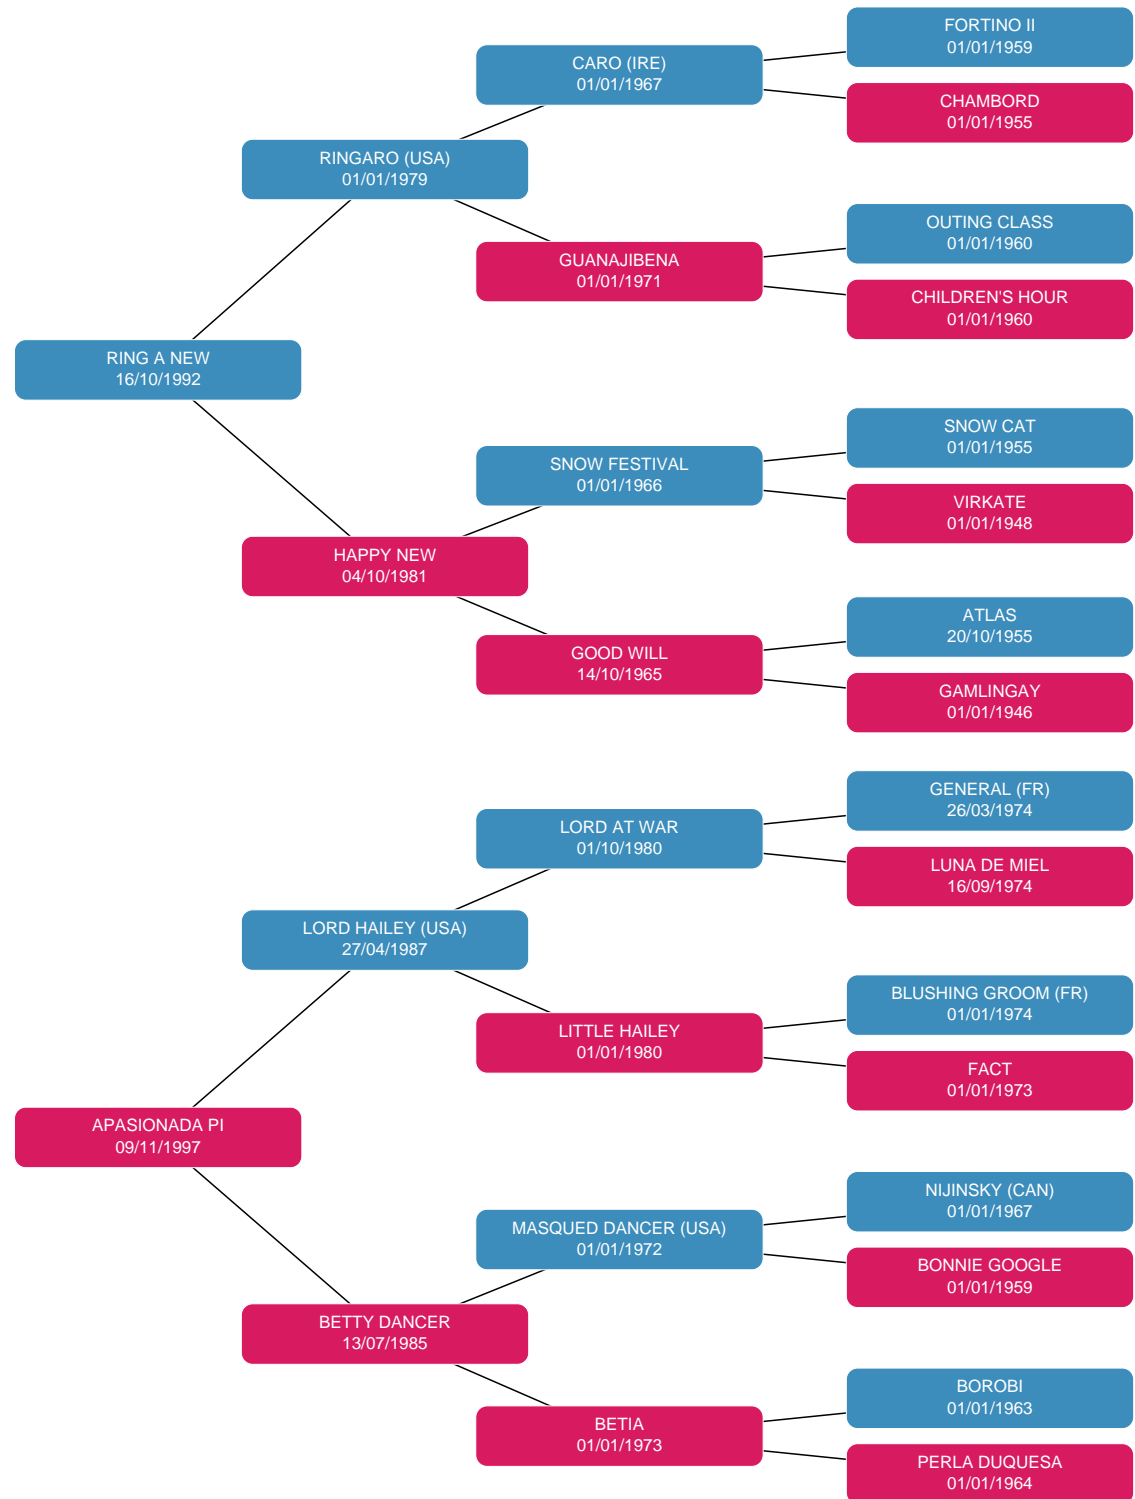 FORTINO II
01/01/1959
CARO (IRE)
01/01/1967
CHAMBORD
01/01/1955
RINGARO (USA)
01/01/1979
OUTING CLASS
01/01/1960
GUANAJIBENA
01/01/1971
CHILDREN'S HOUR
01/01/1960
RING A NEW
16/10/1992
SNOW CAT
01/01/1955
SNOW FESTIVAL
01/01/1966
VIRKATE
01/01/1948
HAPPY NEW
04/10/1981
ATLAS
20/10/1955
GOOD WILL
14/10/1965
GAMLINGAY
01/01/1946
GENERAL (FR)
26/03/1974
LORD AT WAR
01/10/1980
LUNA DE MIEL
16/09/1974
LORD HAILEY (USA)
27/04/1987
BLUSHING GROOM (FR)
01/01/1974
LITTLE HAILEY
01/01/1980
FACT
01/01/1973
APASIONADA PI
09/11/1997
NIJINSKY (CAN)
01/01/1967
MASQUED DANCER (USA)
01/01/1972
BONNIE GOOGLE
01/01/1959
BETTY DANCER
13/07/1985
BOROBI
01/01/1963
BETIA
01/01/1973
PERLA DUQUESA
01/01/1964